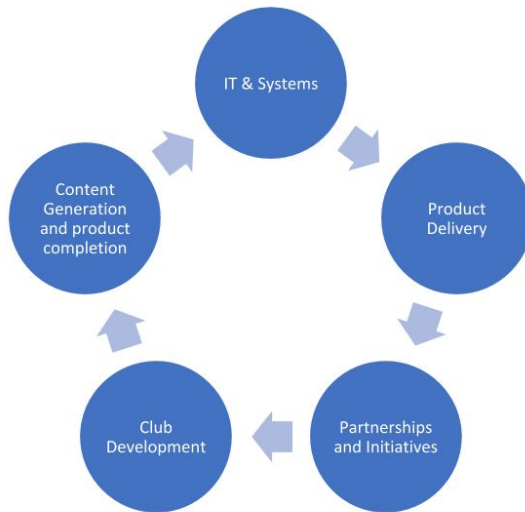 IT & Systems
Product
Delivery
Partnerships
and Initiatives
Club
Development
Content
Generation
and product
completion